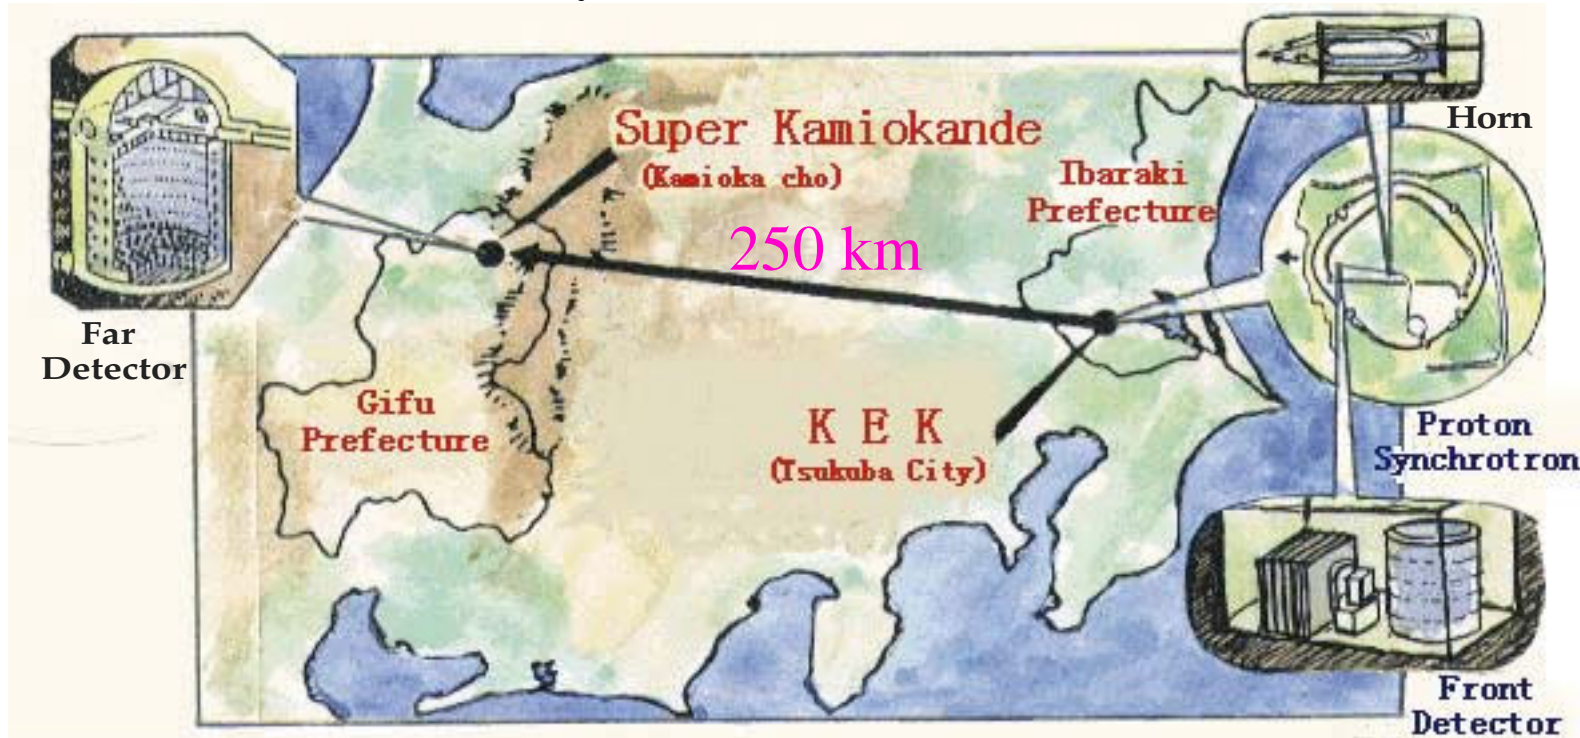 Horn
Super Kamiokande
(Kamioka cho)
Ibaraki
Prefecture
250 km
Far
Detector
Gifu
Prefecture
K E K
(Tsukuba City)
Proton
Synchrotron
Front
Detector